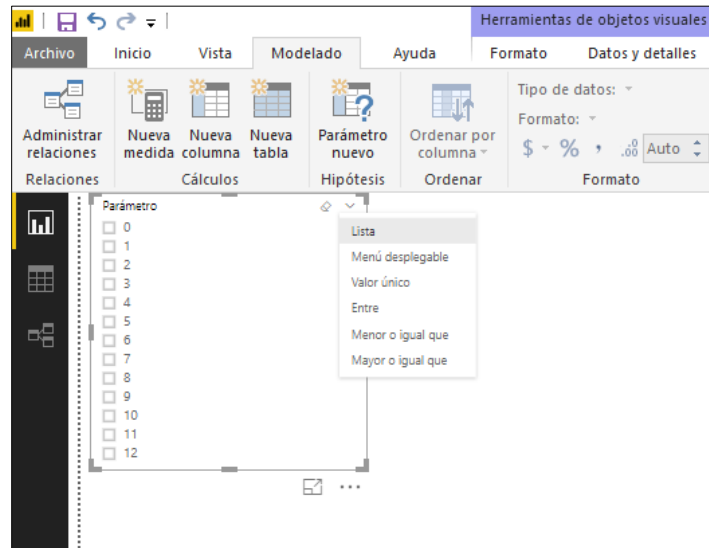 Herramientas de objetos visuales
Archivo Inicio Vista Modelado Ayuda Formato Datos y detalles
Administrar relaciones
Nueva medida
Nueva columna
Nueva tabla
Parámetro nuevo
Ordenar por columna
Tipo de datos:
Formato:
$ % , .00 Auto
Relaciones Cálculos Hipótesis Ordenar Formato
Parámetro
0
1
2
3
4
5
6
7
8
9
10
11
12
Lista
Menú desplegable
Valor único
Entre
Menor o igual que
Mayor o igual que